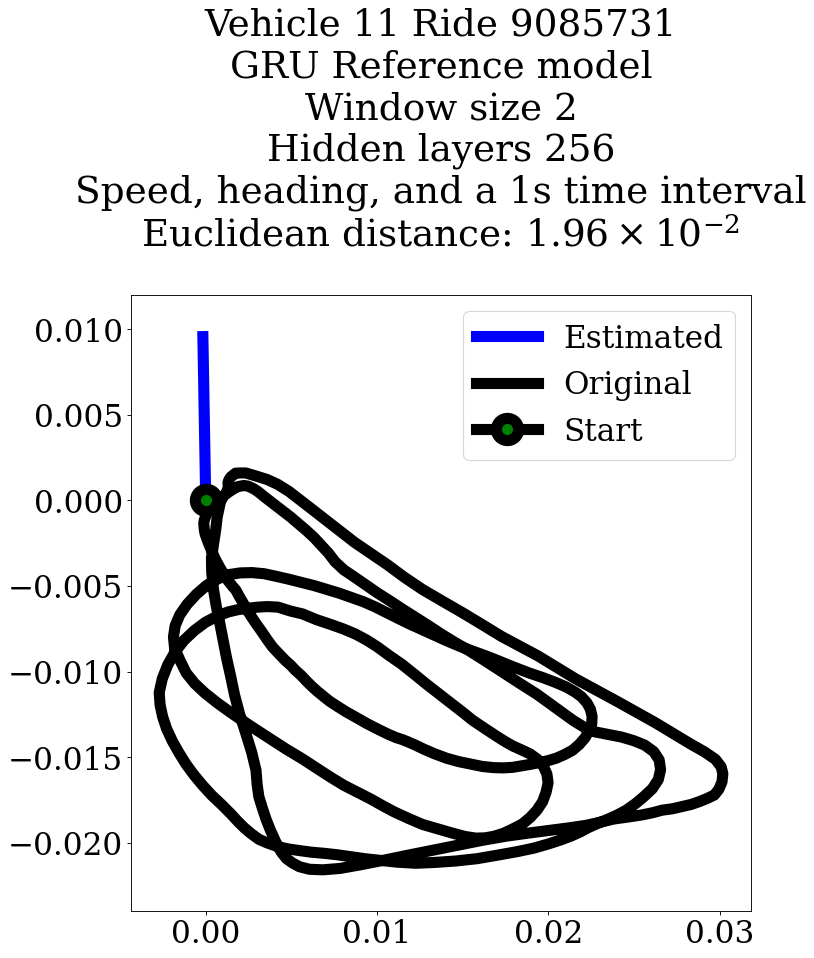 Vehicle 11 Ride 9085731
GRU Reference model
Window size 2
Hidden layers 256
Speed, heading, and a 1s time interval
Euclidean distance: 1.96 × 10⁻²
Estimated
Original
Start
0.010
0.005
0.000
−0.005
−0.010
−0.015
−0.020
0.00 0.01 0.02 0.03